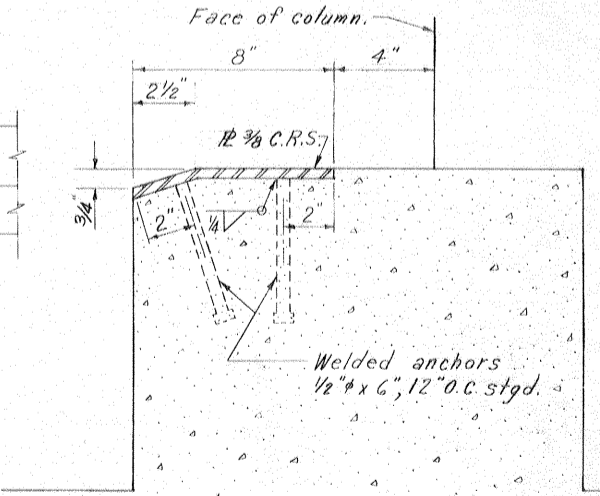 Face of column.
8"
4"
2½"
℄ 3/8 C.R.S.
3/4"
2"
1/4
2"
Welded anchors
1/2"φ x 6", 12"O.C. stgd.